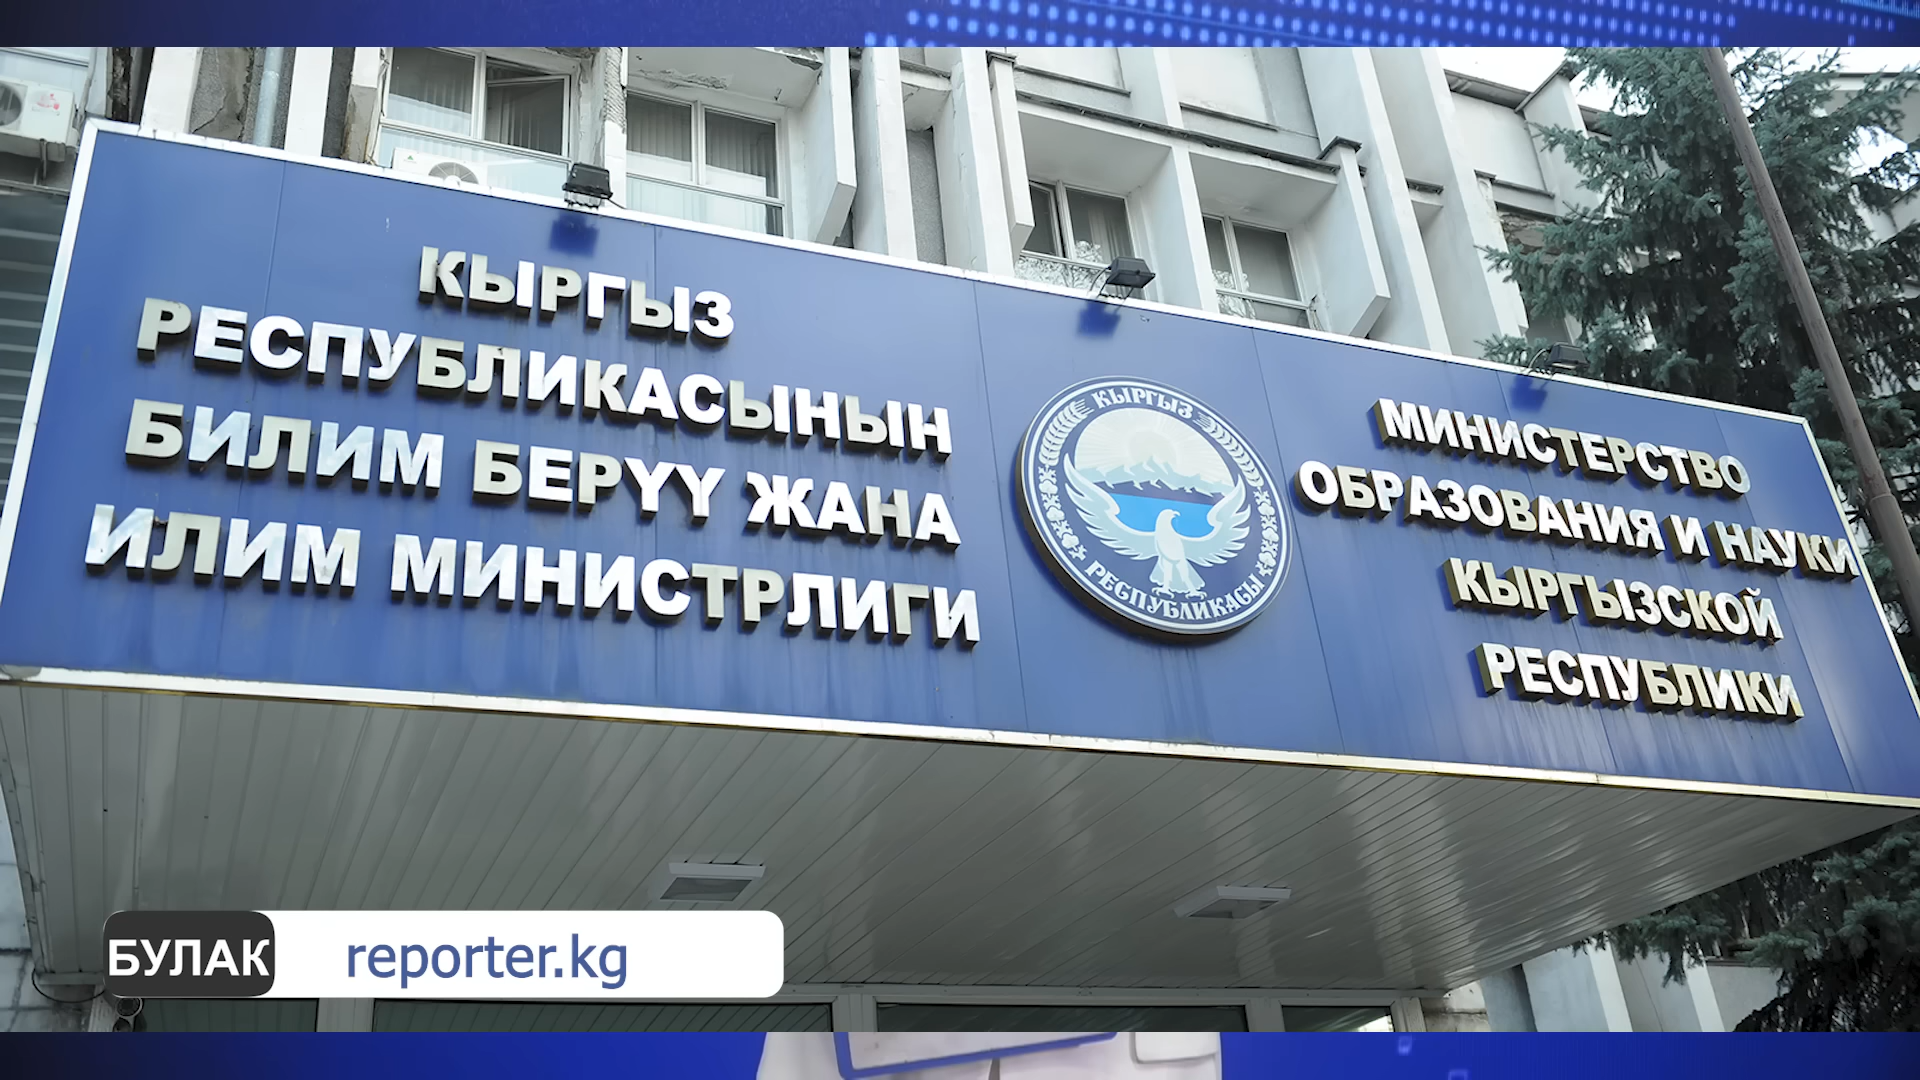 КЫРГЫЗ
РЕСПУБЛИКАСЫНЫН
БИЛИМ БЕРҮҮ ЖАНА
ИЛИМ МИНИСТРЛИГИ
КЫРГЫЗ
РЕСПУБЛИКАСЫ
МИНИСТЕРСТВО
ОБРАЗОВАНИЯ И НАУКИ
КЫРГЫЗСКОЙ
РЕСПУБЛИКИ
БУЛАК reporter.kg